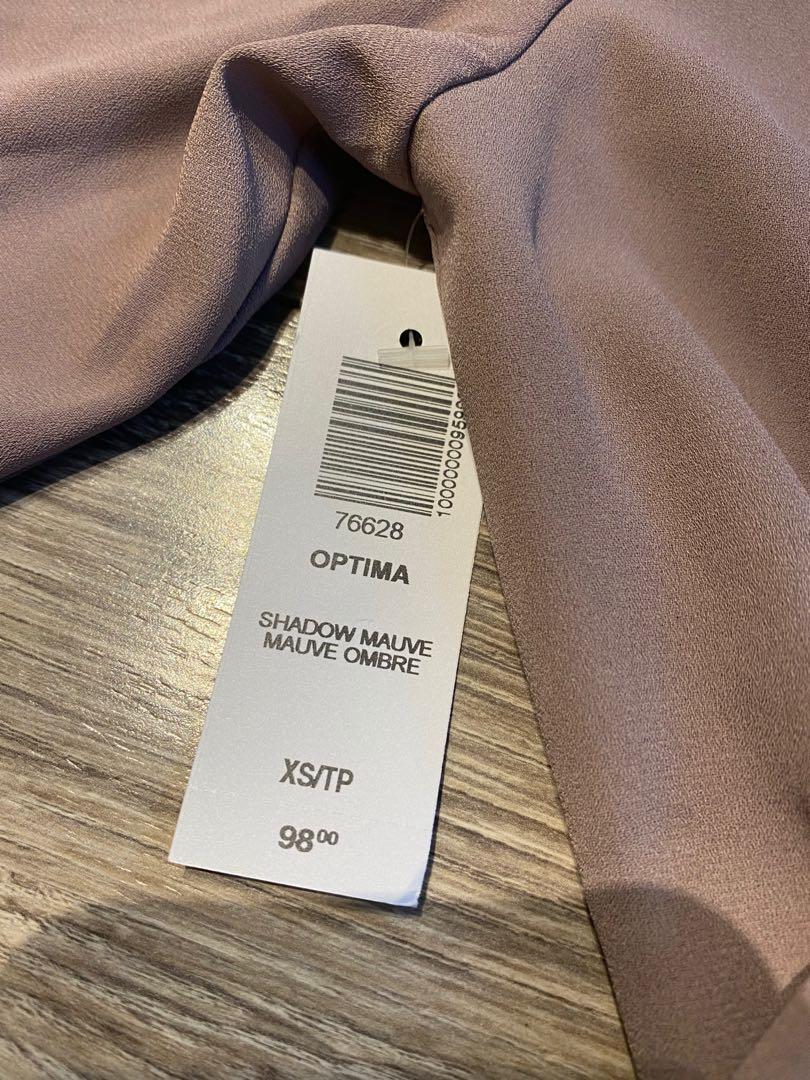 76628
OPTIMA
SHADOW MAUVE
MAUVE OMBRE
XS/TP
98⁰⁰